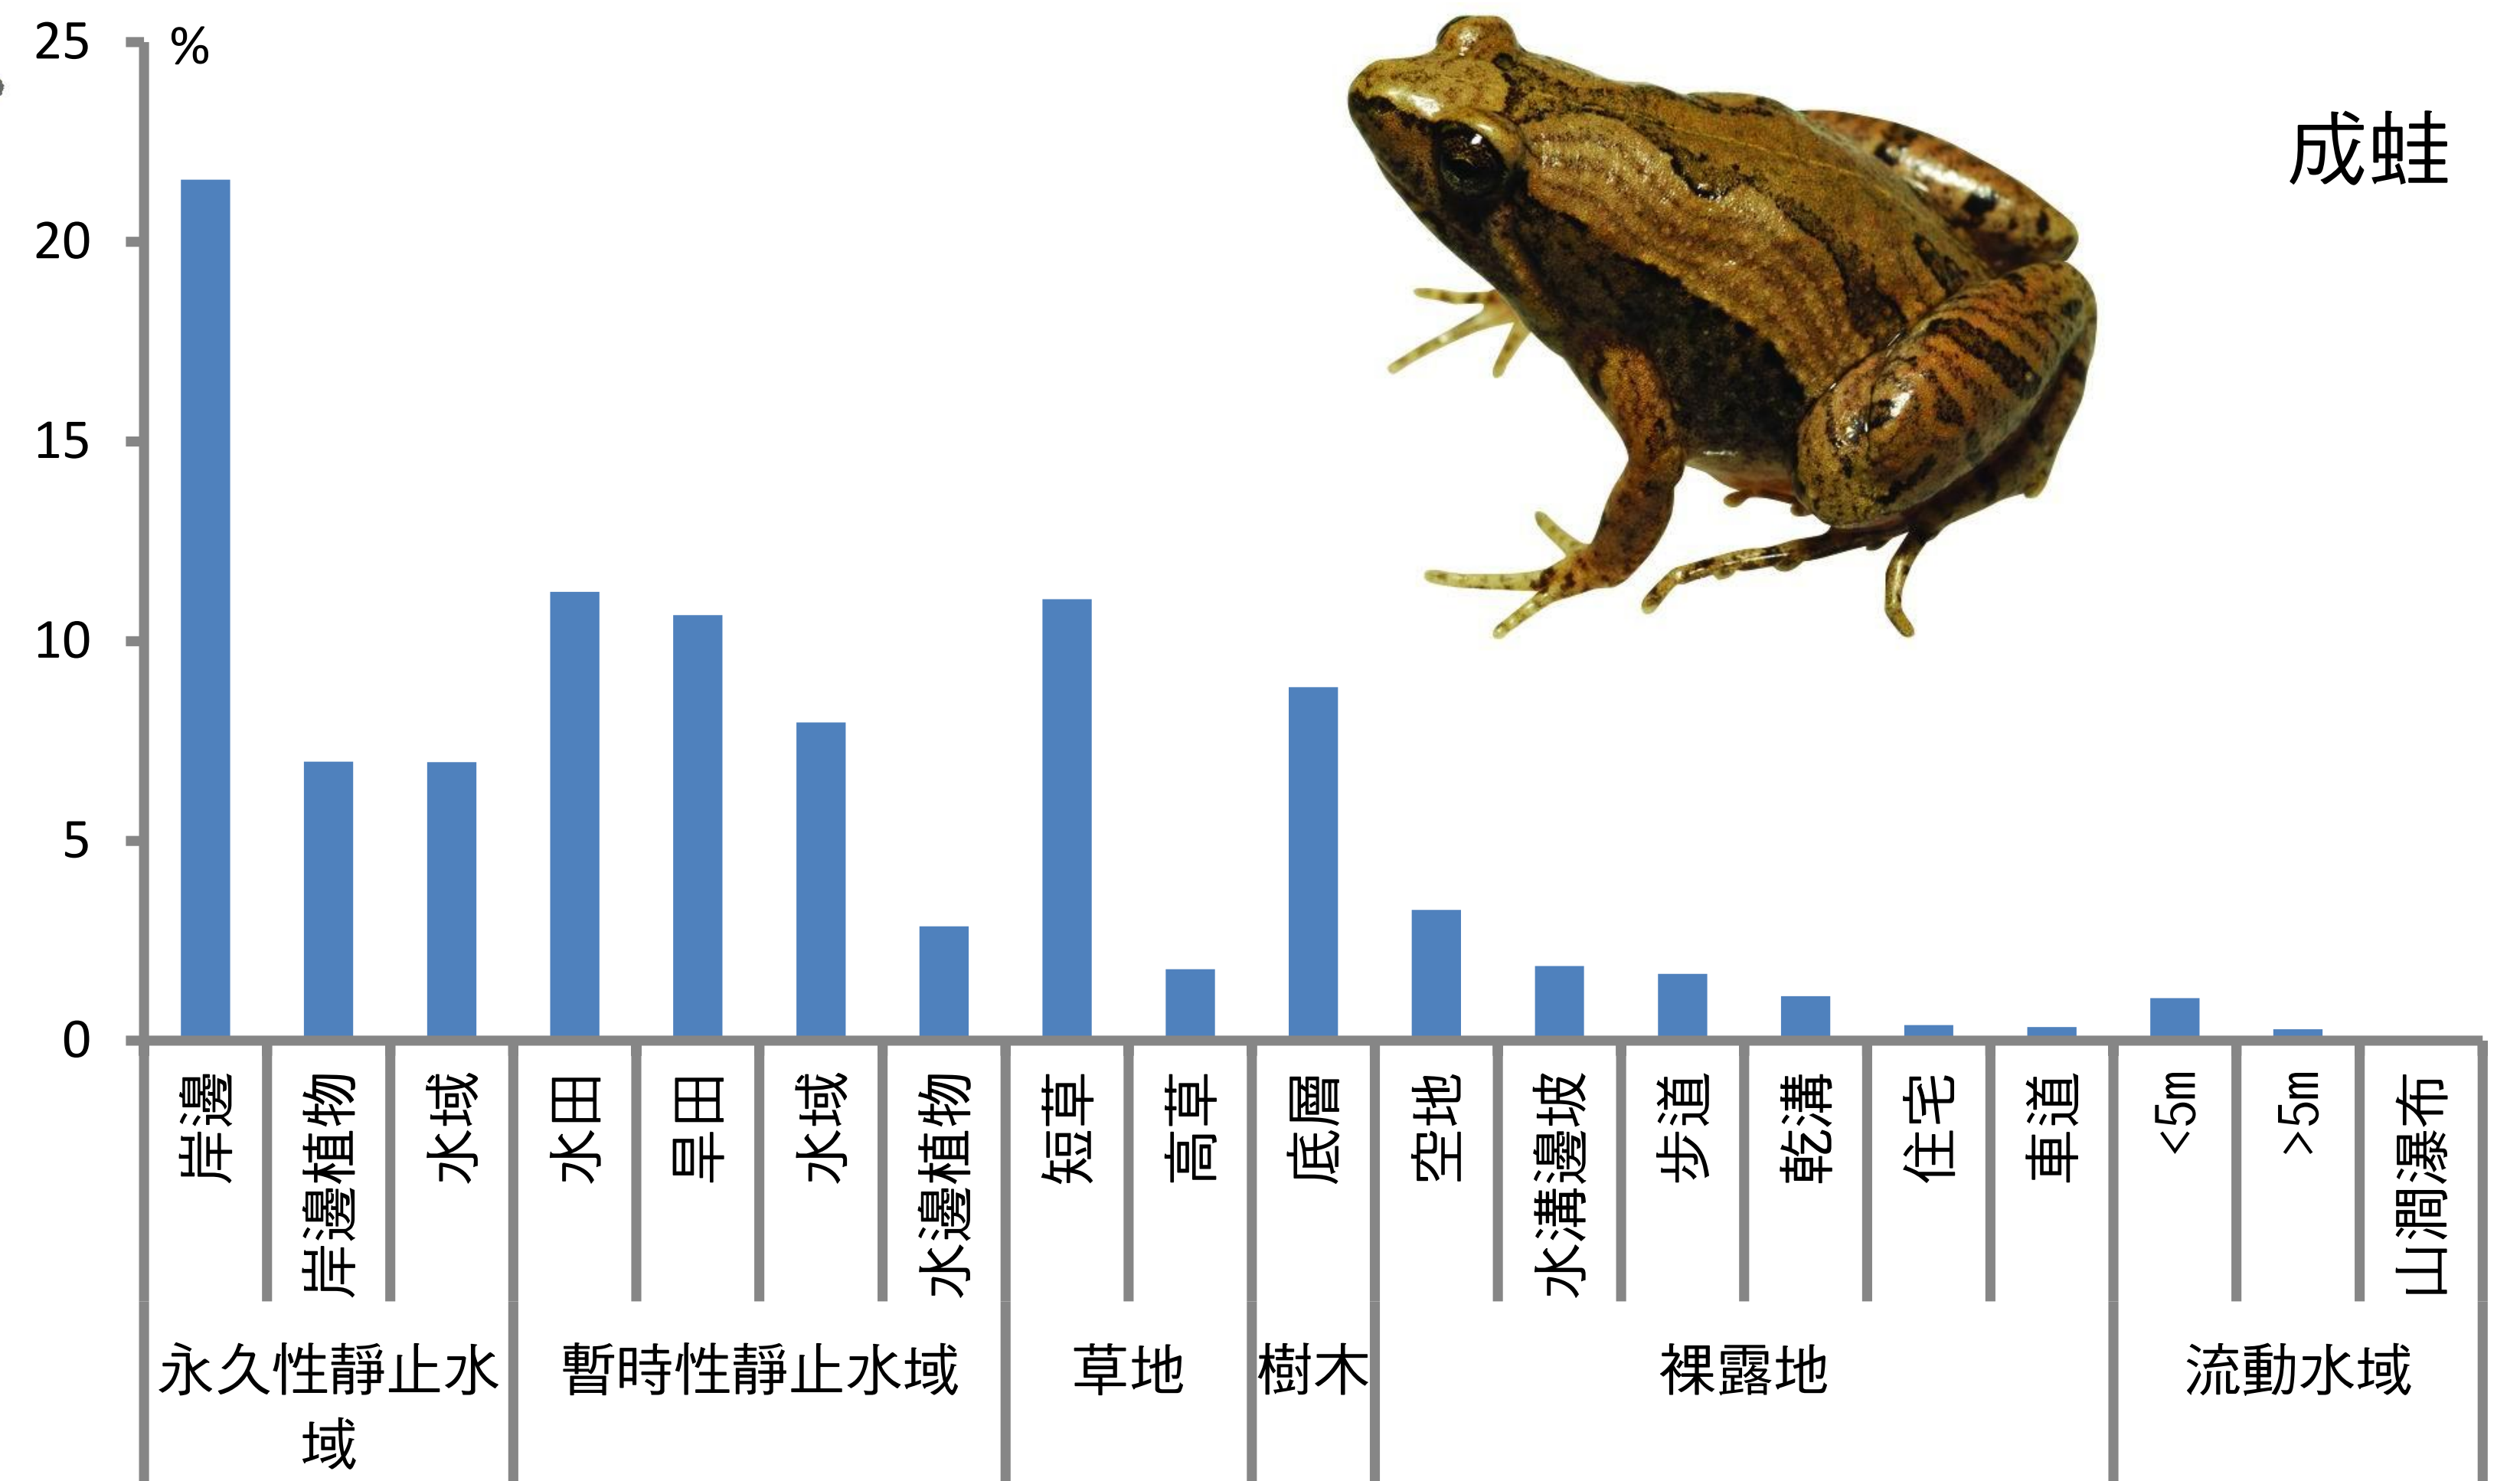 25
%
20
15
10
5
0
成蛙
岸邊
岸邊植物
水域
水田
旱田
水域
水邊植物
短草
高草
底層
空地
水溝邊坡
步道
乾溝
住宅
車道
<5m
>5m
山澗瀑布
永久性靜止水
域
暫時性靜止水域
草地
樹木
裸露地
流動水域